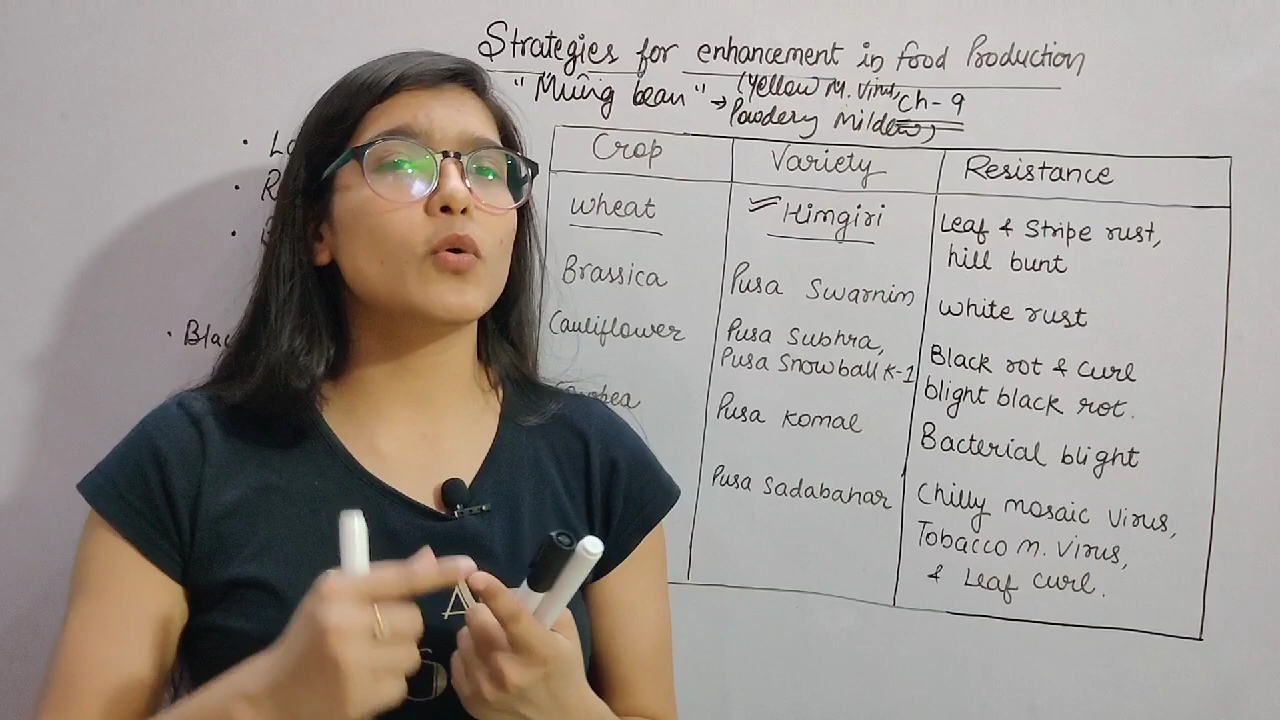 Strategies for enhancement in food Production
"Mung bean" → (Yellow M. Virus,
Powdery Mildew)
Ch-9
Crop Variety Resistance
Wheat Himgiri Leaf & Stripe rust,
hill bunt
Brassica Pusa Swarnim White rust
Cauliflower Pusa Subhra,
Pusa Snowball K-1
Black rot & Curl
blight black rot.
Pusa Komal Bacterial blight
Pusa Sadabahar Chilly mosaic Virus,
Tobacco m. Virus,
& Leaf Curl.